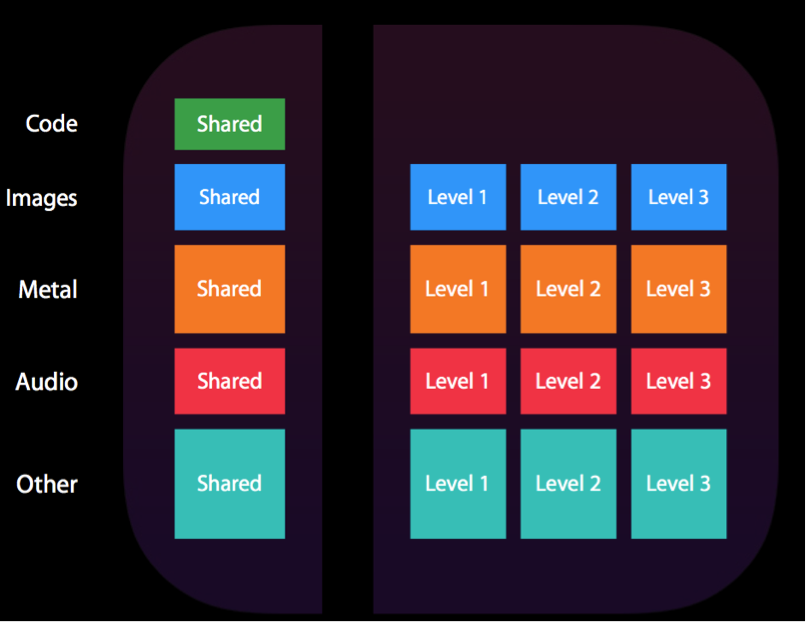 Code Shared
Images Shared Level 1 Level 2 Level 3
Metal Shared Level 1 Level 2 Level 3
Audio Shared Level 1 Level 2 Level 3
Other Shared Level 1 Level 2 Level 3